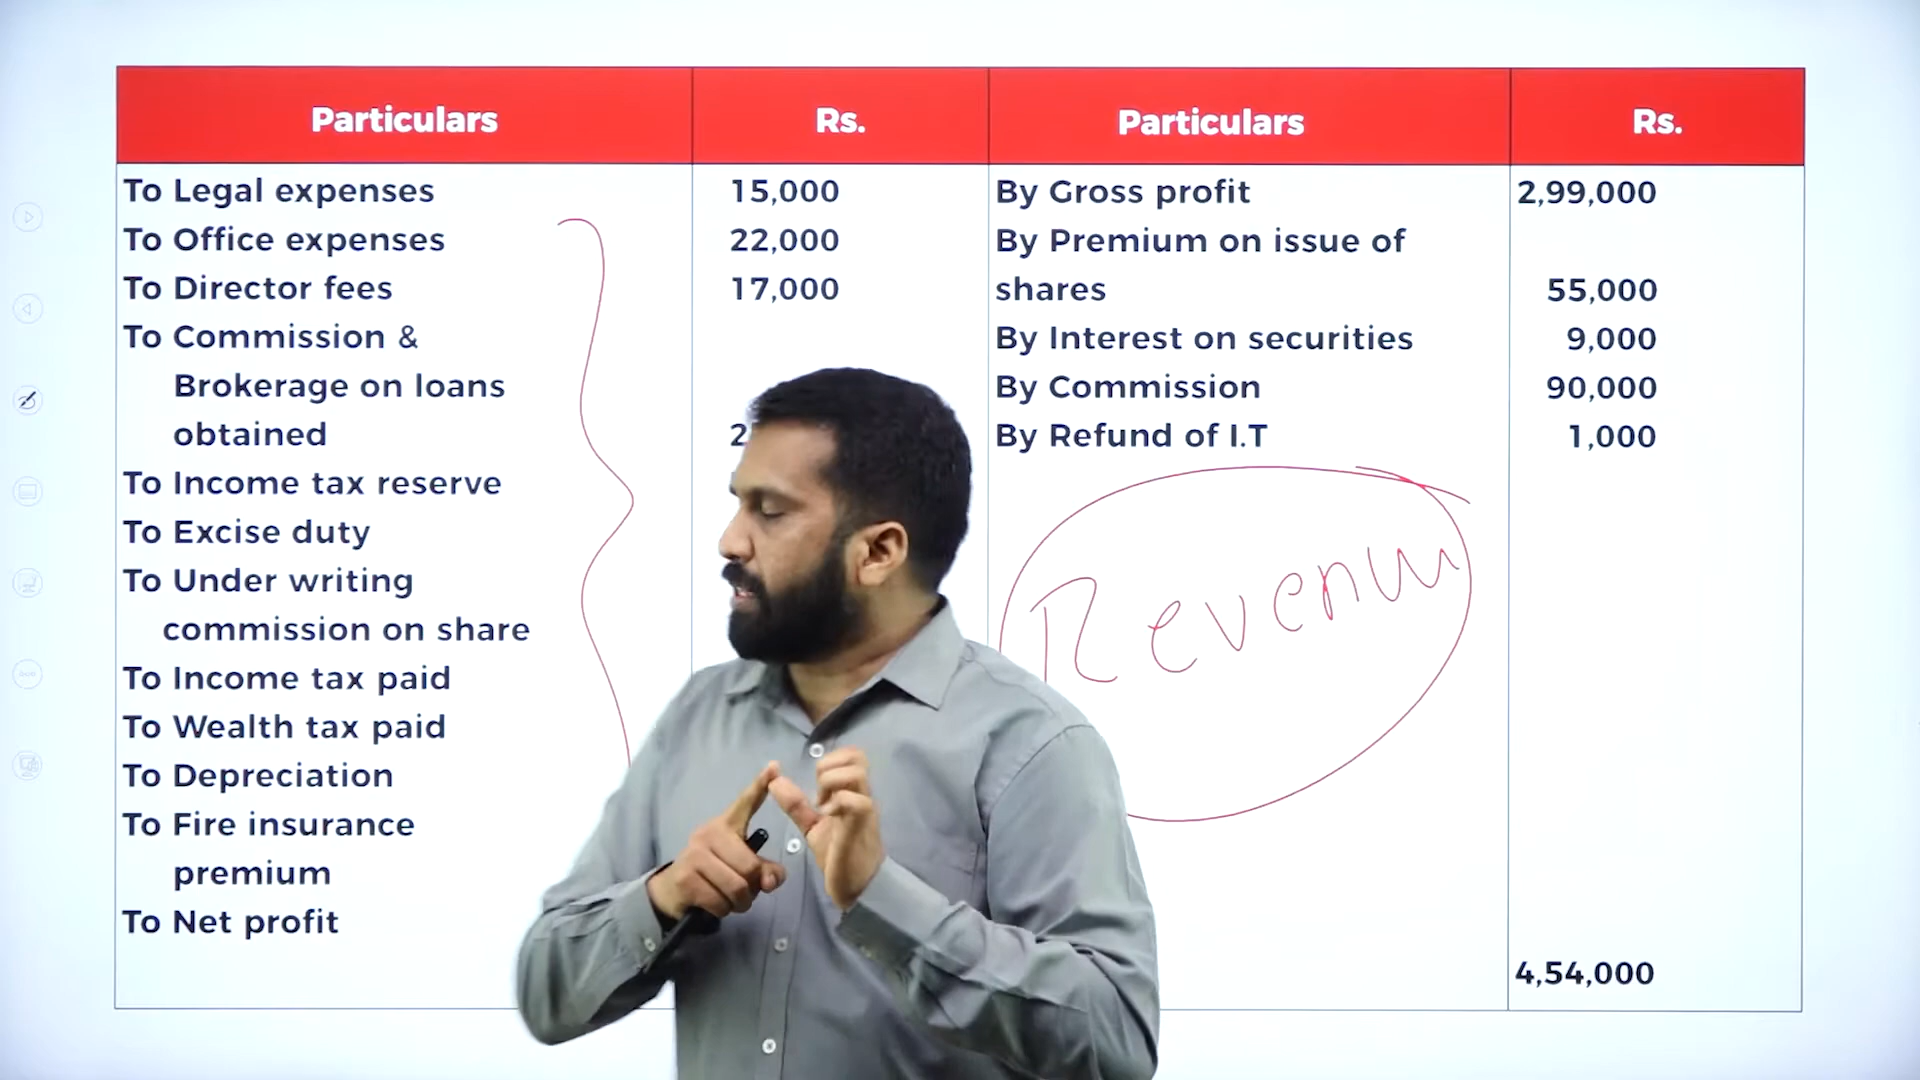 Particulars Rs. Particulars Rs.
To Legal expenses 15,000 By Gross profit 2,99,000
To Office expenses 22,000 By Premium on issue of
To Director fees 17,000 shares 55,000
To Commission & By Interest on securities 9,000
Brokerage on loans By Commission 90,000
obtained By Refund of I.T 1,000
To Income tax reserve
To Excise duty
To Under writing
commission on share
To Income tax paid
To Wealth tax paid
To Depreciation
To Fire insurance
premium
To Net profit
4,54,000
Revenu